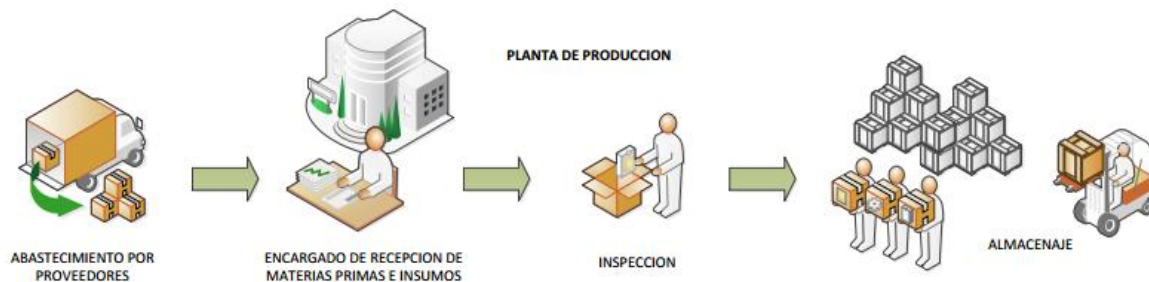 PLANTA DE PRODUCCION
ABASTECIMIENTO POR
PROVEEDORES
ENCARGADO DE RECEPCION DE
MATERIAS PRIMAS E INSUMOS
INSPECCION
ALMACENAJE